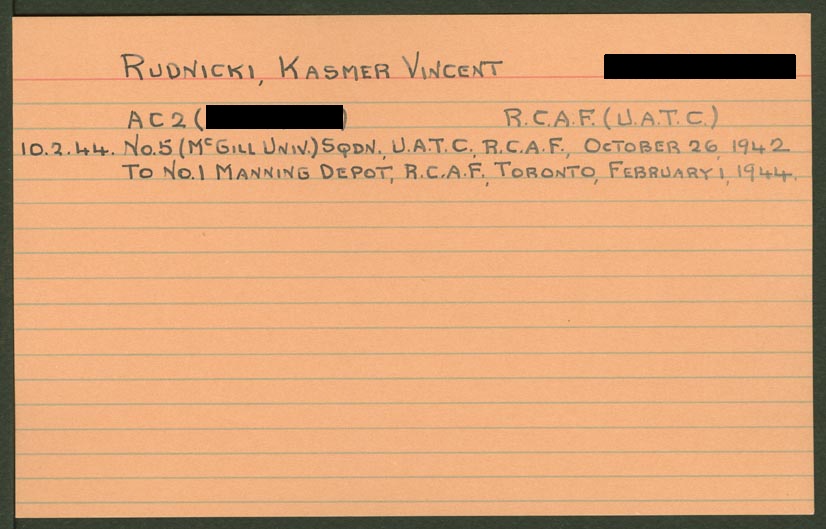 RUDNICKI, KASMER VINCENT
AC2 ( ) R.C.A.F. (U.A.T.C.)
10.2.44. No.5 (McGILL UNIV.) SQDN., U.A.T.C., R.C.A.F., OCTOBER 26, 1942
TO No.1 MANNING DEPOT, R.C.A.F., TORONTO, FEBRUARY 1, 1944.